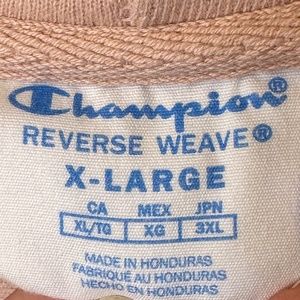 Champion®
REVERSE WEAVE®
X-LARGE
CA MEX JPN
XL/TG XG 3XL
MADE IN HONDURAS
FABRIQUÉ AU HONDURAS
HECHO EN HONDURAS